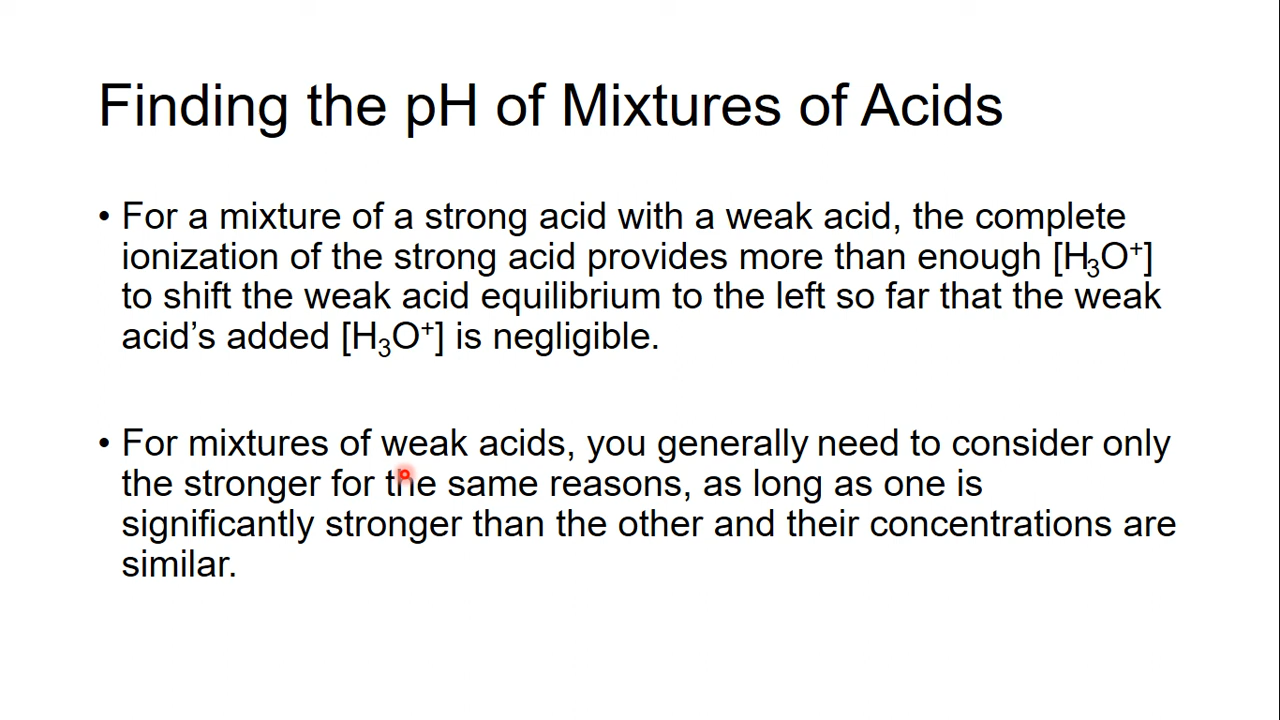 Finding the pH of Mixtures of Acids
• For a mixture of a strong acid with a weak acid, the complete
ionization of the strong acid provides more than enough [H₃O⁺]
to shift the weak acid equilibrium to the left so far that the weak
acid’s added [H₃O⁺] is negligible.
• For mixtures of weak acids, you generally need to consider only
the stronger for the same reasons, as long as one is
significantly stronger than the other and their concentrations are
similar.